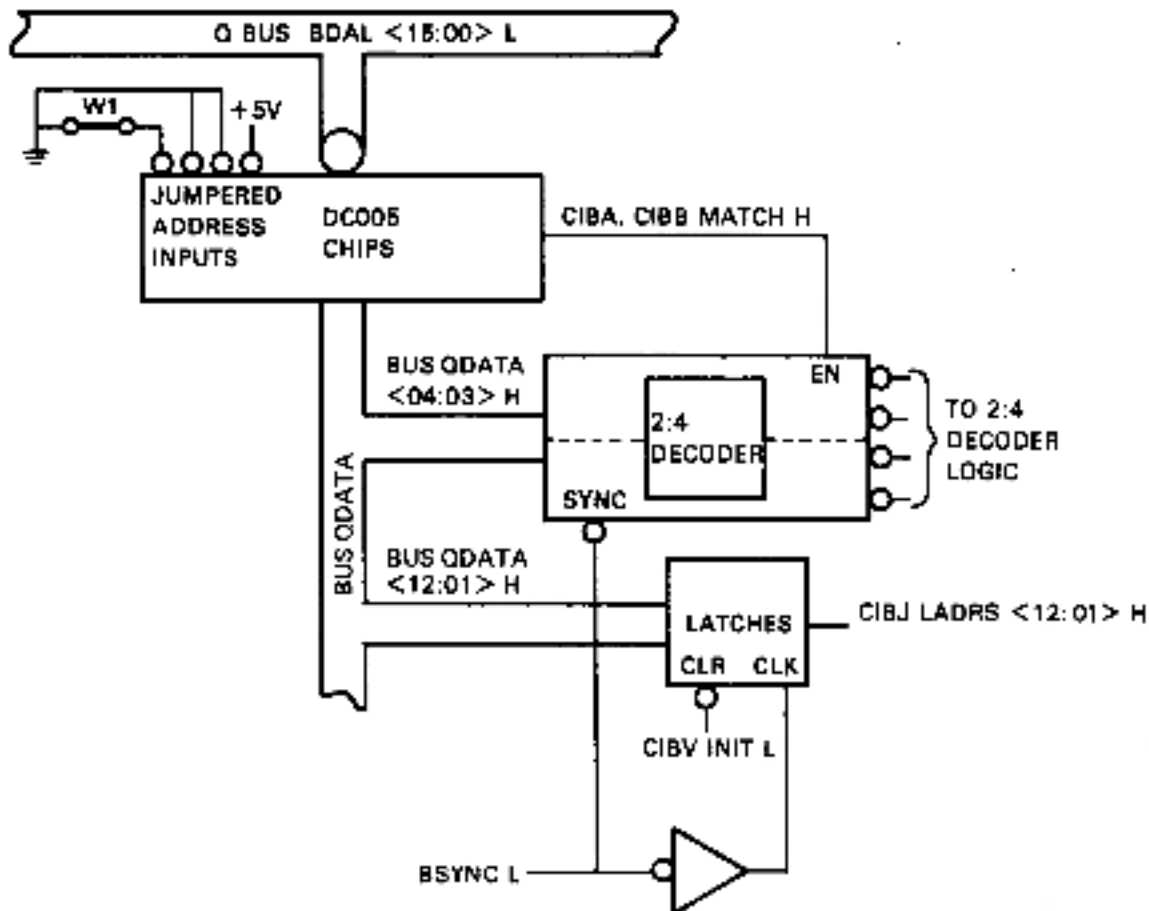 Q BUS BDAL <15:00> L
W1
+5V
JUMPERED
ADDRESS
INPUTS
DC005
CHIPS
CIBA, CIBB MATCH H
BUS QDATA
<04:03> H
EN
2:4
DECODER
SYNC
TO 2:4
DECODER
LOGIC
BUS QDATA
BUS QDATA
<12:01> H
LATCHES
CLR CLK
CIBJ LADRS <12:01> H
CIBV INIT L
BSYNC L